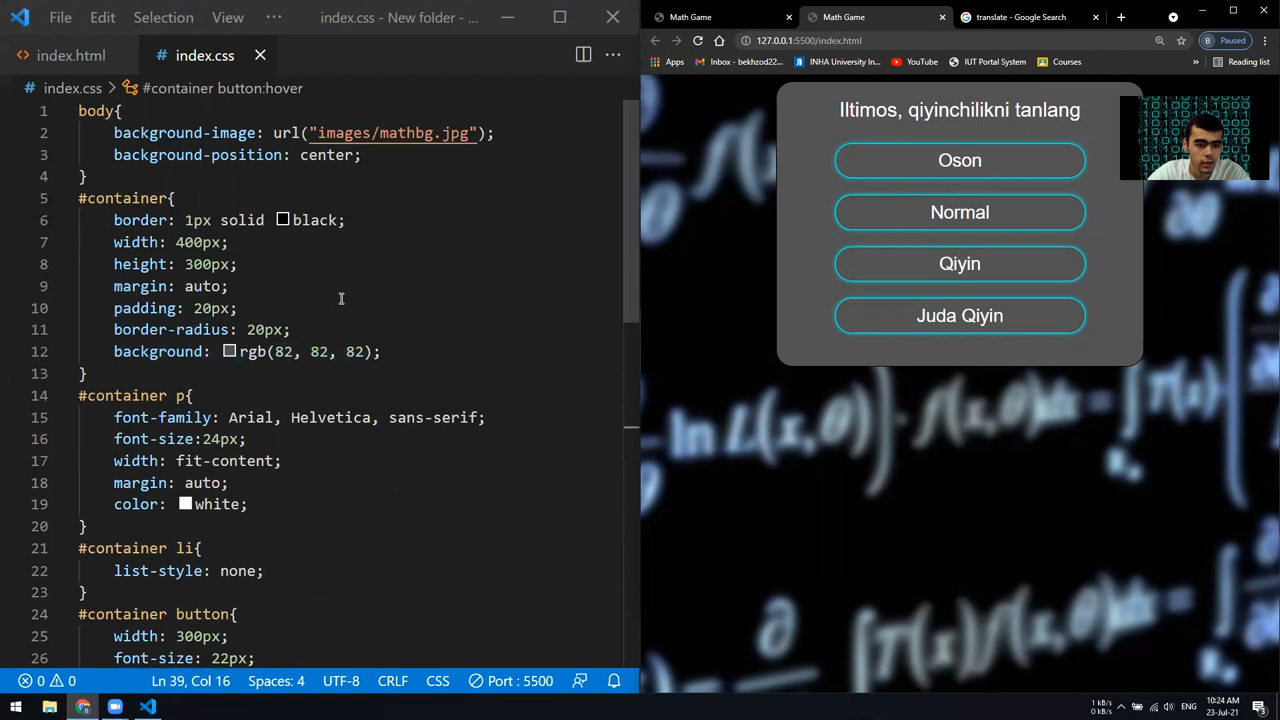 File Edit Selection View ··· index.css - New folder - ...
index.html
# index.css
# index.css > #container button:hover
1 body{
2 background-image: url("images/mathbg.jpg");
3 background-position: center;
4 }
5 #container{
6 border: 1px solid black;
7 width: 400px;
8 height: 300px;
9 margin: auto;
10 padding: 20px;
11 border-radius: 20px;
12 background: rgb(82, 82, 82);
13 }
14 #container p{
15 font-family: Arial, Helvetica, sans-serif;
16 font-size:24px;
17 width: fit-content;
18 margin: auto;
19 color: white;
20 }
21 #container li{
22 list-style: none;
23 }
24 #container button{
25 width: 300px;
26 font-size: 22px;
0 0 Ln 39, Col 16 Spaces: 4 UTF-8 CRLF CSS Port : 5500
Math Game
Math Game
translate - Google Search
127.0.0.1:5500/index.html
B Paused
Apps
Inbox - bekhzod22...
INHA University In...
YouTube
IUT Portal System
Courses
Reading list
Iltimos, qiyinchilikni tanlang
Oson
Normal
Qiyin
Juda Qiyin
1 kB/s
0 kB/s
ENG
10:24 AM
23-Jul-21